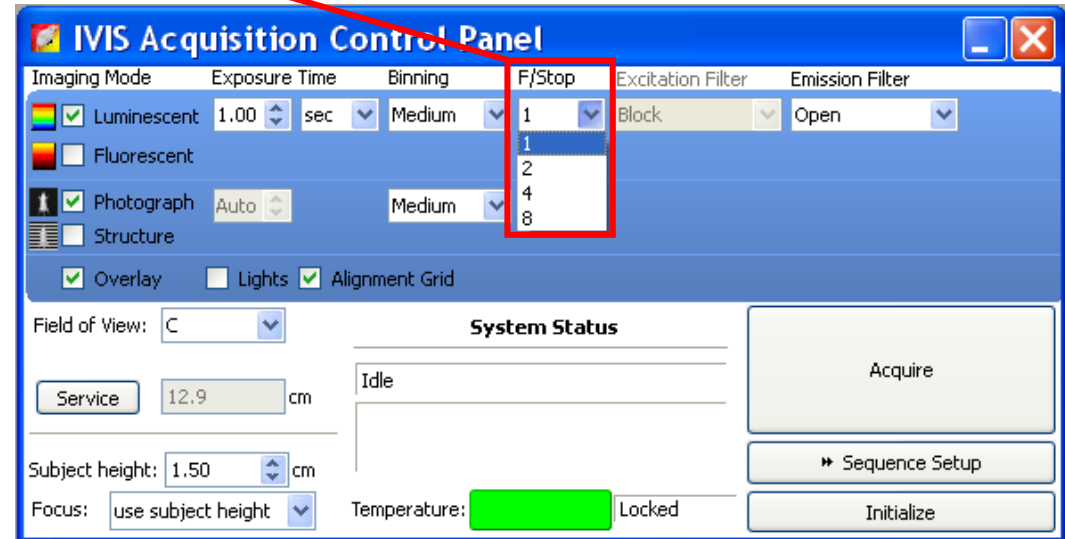 IVIS Acquisition Control Panel
Imaging Mode Exposure Time Binning F/Stop Excitation Filter Emission Filter
Luminescent 1.00 sec Medium 1 Block Open
1
Fluorescent
2
4
Photograph Auto Medium
8
Structure
Overlay Lights Alignment Grid
Field of View: C
System Status
Idle
Acquire
Service 12.9 cm
Subject height: 1.50 cm
Sequence Setup
Focus: use subject height Temperature: Locked
Initialize